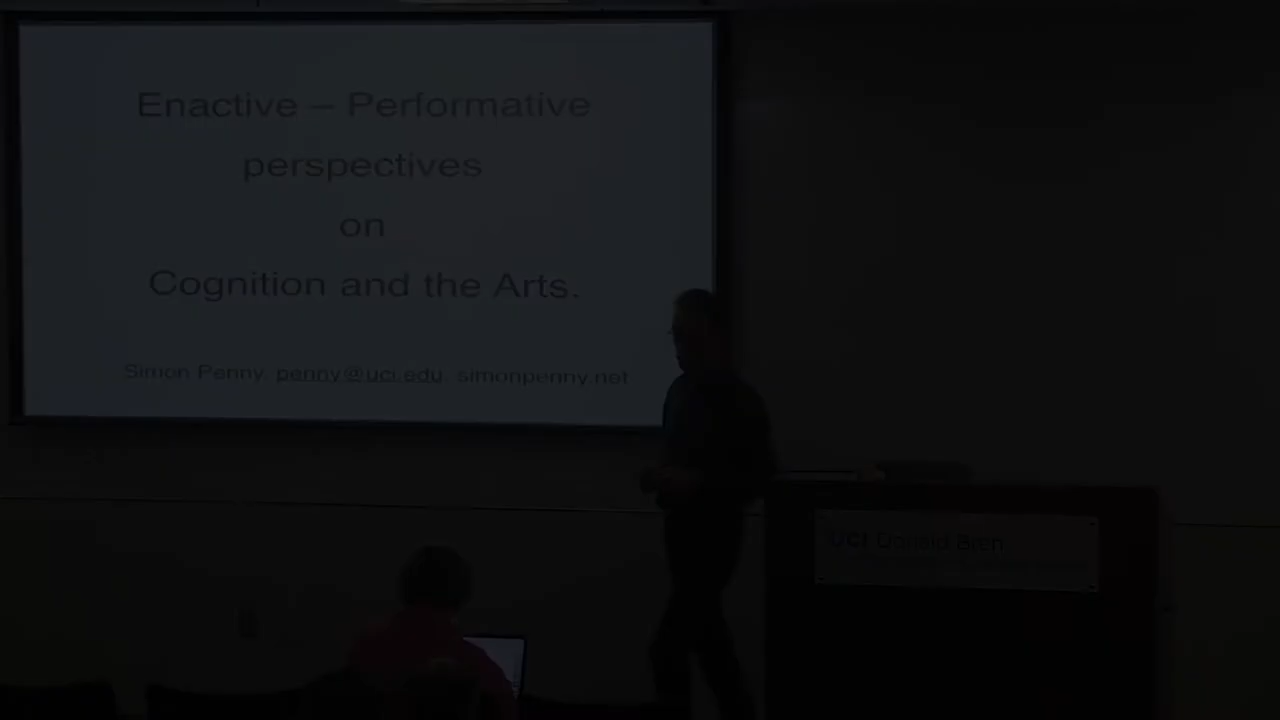 Enactive – Performative
perspectives
on
Cognition and the Arts.
Simon Penny. penny@uci.edu simonpenny.net
UCI Donald Bren